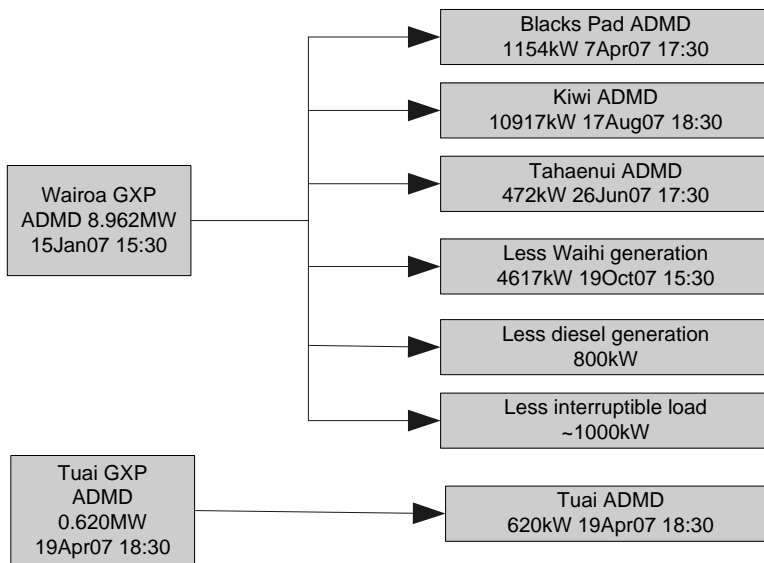 Blacks Pad ADMD
1154kW 7Apr07 17:30
Kiwi ADMD
10917kW 17Aug07 18:30
Wairoa GXP
ADMD 8.962MW
15Jan07 15:30
Tahaenui ADMD
472kW 26Jun07 17:30
Less Waihi generation
4617kW 19Oct07 15:30
Less diesel generation
800kW
Less interruptible load
~1000kW
Tuai GXP
ADMD
0.620MW
19Apr07 18:30
Tuai ADMD
620kW 19Apr07 18:30